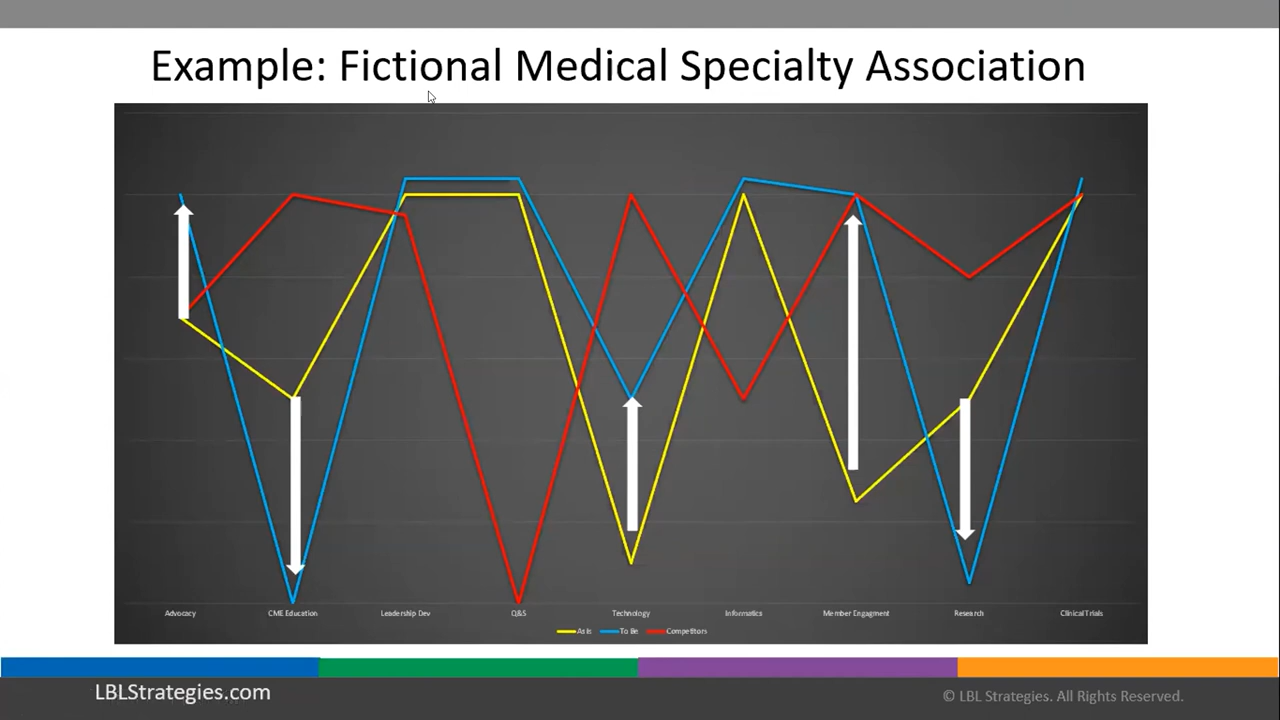 Example: Fictional Medical Specialty Association
Advocacy CME Education Leadership Dev Q&S Technology Informatics Member Engagment Research Clinical Trials
As Is To Be Competitors
LBLStrategies.com © LBL Strategies. All Rights Reserved.